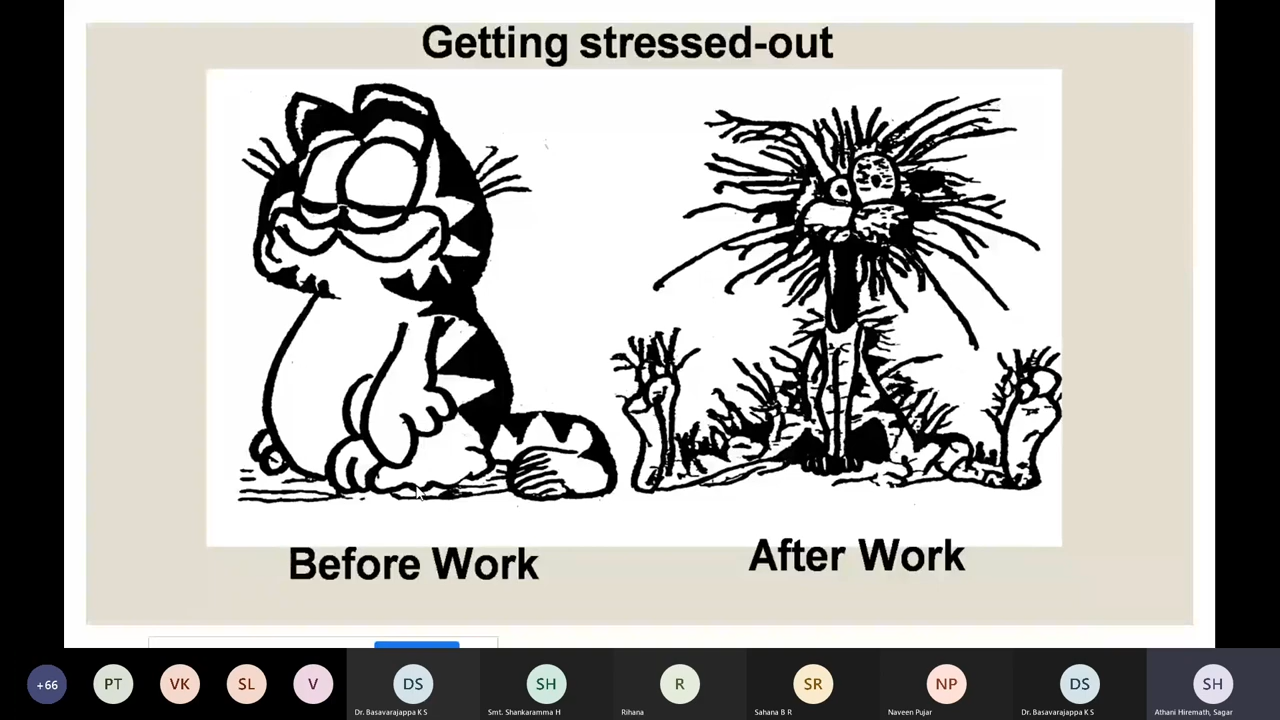 Getting stressed-out
Before Work
After Work
+66
PT
VK
SL
V
DS
SH
R
SR
NP
DS
SH
Dr. Basavarajappa K S
Smt. Shankaramma H
Rihana
Sahana B R
Naveen Pujar
Dr. Basavarajappa K S
Athani Hiremath, Sagar